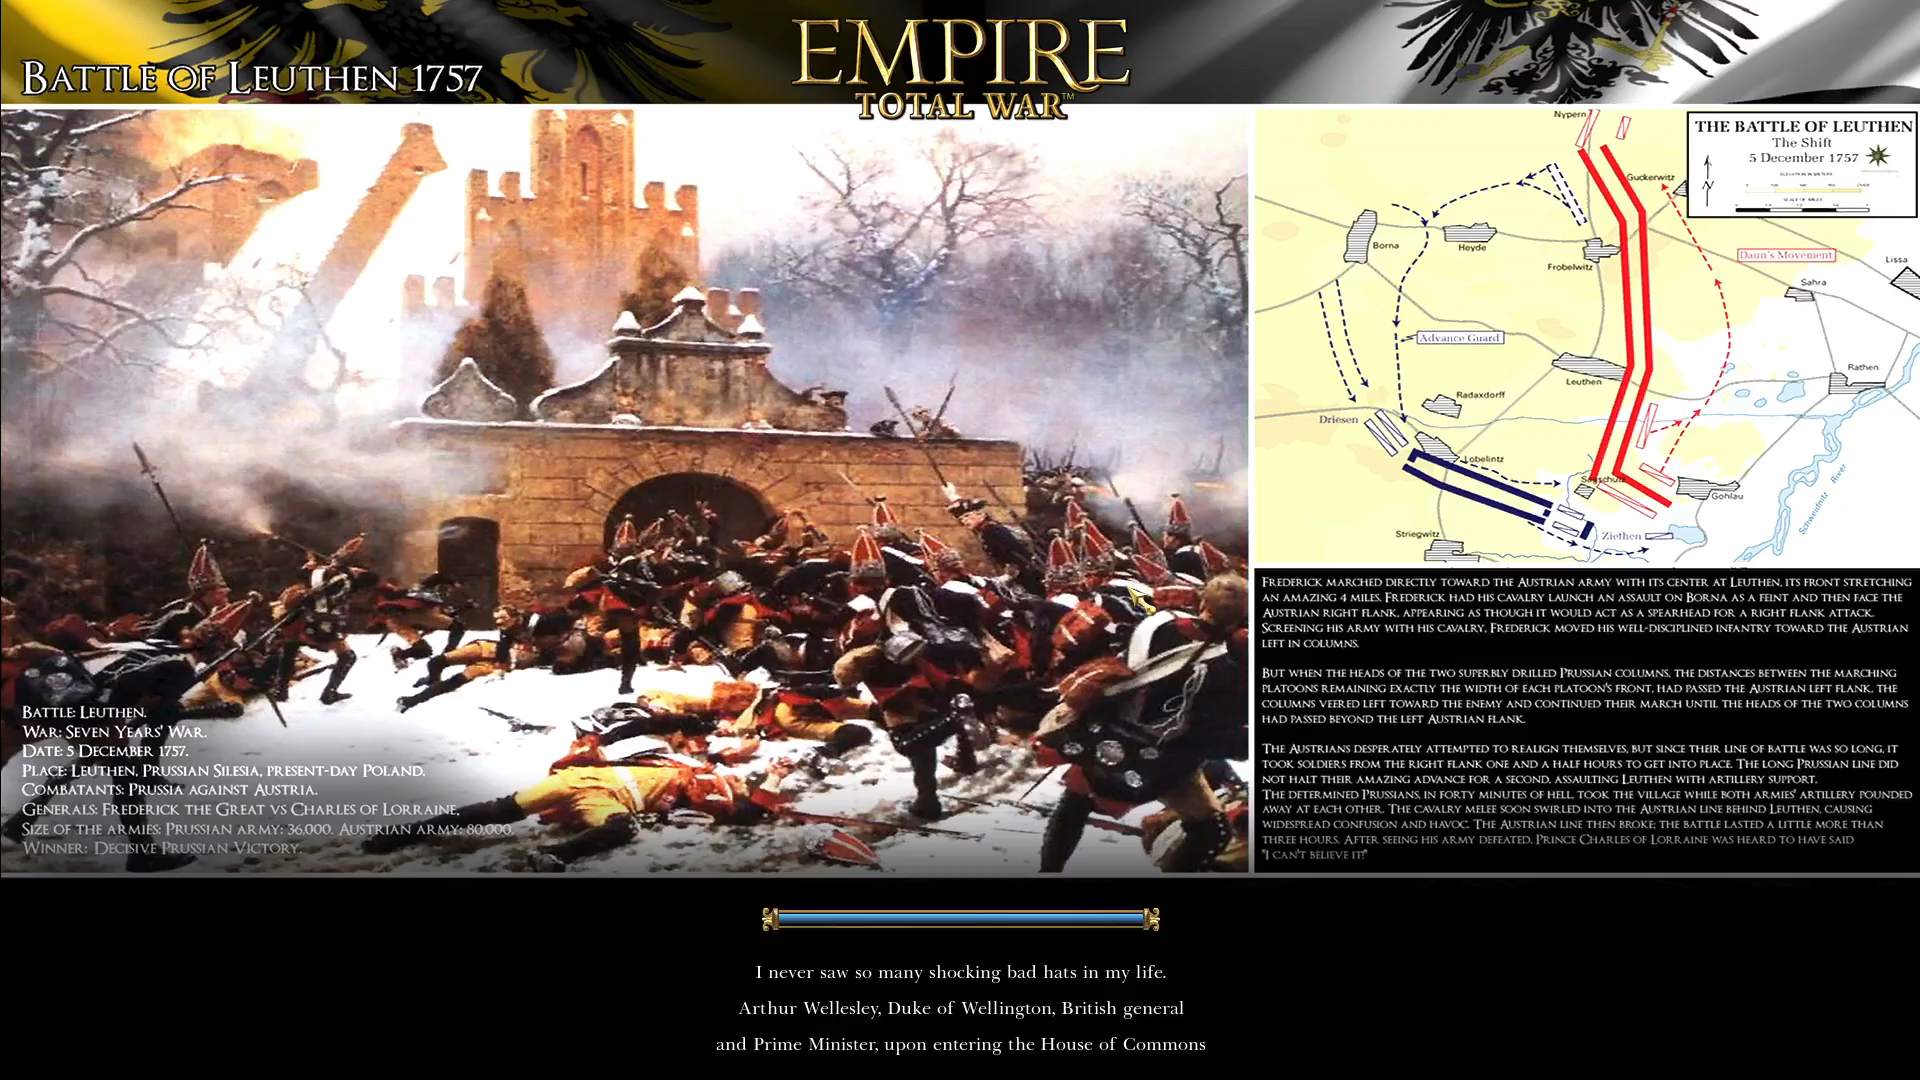 BATTLE OF LEUTHEN 1757
EMPIRE
TOTAL WAR™
Nypern
THE BATTLE OF LEUTHEN
The Shift
5 December 1757
N
SCALE OF MILES
Guckerwitz
Borna
Heyde
Frobelwitz
Daun's Movement
Lissa
Sahra
Advance Guard
Leuthen
Rathen
Radaxdorff
Driesen
Lobelintz
Gohlau
Schweidnitz River
Striegwitz
Ziethen
BATTLE: LEUTHEN.
WAR: SEVEN YEARS' WAR.
DATE: 5 DECEMBER 1757.
PLACE: LEUTHEN, PRUSSIAN SILESIA, PRESENT-DAY POLAND.
COMBATANTS: PRUSSIA AGAINST AUSTRIA.
GENERALS: FREDERICK THE GREAT VS CHARLES OF LORRAINE.
SIZE OF THE ARMIES: PRUSSIAN ARMY: 36,000. AUSTRIAN ARMY: 80,000.
WINNER: DECISIVE PRUSSIAN VICTORY.
FREDERICK MARCHED DIRECTLY TOWARD THE AUSTRIAN ARMY WITH ITS CENTER AT LEUTHEN, ITS FRONT STRETCHING
AN AMAZING 4 MILES. FREDERICK HAD HIS CAVALRY LAUNCH AN ASSAULT ON BORNA AS A FEINT AND THEN FACE THE
AUSTRIAN RIGHT FLANK, APPEARING AS THOUGH IT WOULD ACT AS A SPEARHEAD FOR A RIGHT FLANK ATTACK.
SCREENING HIS ARMY WITH HIS CAVALRY, FREDERICK MOVED HIS WELL-DISCIPLINED INFANTRY TOWARD THE AUSTRIAN
LEFT IN COLUMNS.
BUT WHEN THE HEADS OF THE TWO SUPERBLY DRILLED PRUSSIAN COLUMNS, THE DISTANCES BETWEEN THE MARCHING
PLATOONS REMAINING EXACTLY THE WIDTH OF EACH PLATOON'S FRONT, HAD PASSED THE AUSTRIAN LEFT FLANK, THE
COLUMNS VEERED LEFT TOWARD THE ENEMY AND CONTINUED THEIR MARCH UNTIL THE HEADS OF THE TWO COLUMNS
HAD PASSED BEYOND THE LEFT AUSTRIAN FLANK.
THE AUSTRIANS DESPERATELY ATTEMPTED TO REALIGN THEMSELVES, BUT SINCE THEIR LINE OF BATTLE WAS SO LONG, IT
TOOK SOLDIERS FROM THE RIGHT FLANK ONE AND A HALF HOURS TO GET INTO PLACE. THE LONG PRUSSIAN LINE DID
NOT HALT THEIR AMAZING ADVANCE FOR A SECOND, ASSAULTING LEUTHEN WITH ARTILLERY SUPPORT.
THE DETERMINED PRUSSIANS, IN FORTY MINUTES OF HELL, TOOK THE VILLAGE WHILE BOTH ARMIES' ARTILLERY POUNDED
AWAY AT EACH OTHER. THE CAVALRY MELEE SOON SWIRLED INTO THE AUSTRIAN LINE BEHIND LEUTHEN, CAUSING
WIDESPREAD CONFUSION AND HAVOC. THE AUSTRIAN LINE THEN BROKE; THE BATTLE LASTED A LITTLE MORE THAN
THREE HOURS. AFTER SEEING HIS ARMY DEFEATED, PRINCE CHARLES OF LORRAINE WAS HEARD TO HAVE SAID
"I CAN'T BELIEVE IT!"
I never saw so many shocking bad hats in my life.
Arthur Wellesley, Duke of Wellington, British general
and Prime Minister, upon entering the House of Commons